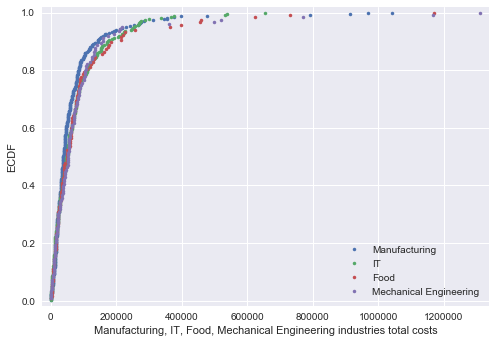 1.0
0.8
0.6
0.4
0.2
0.0
ECDF
Manufacturing
IT
Food
Mechanical Engineering
0 200000 400000 600000 800000 1000000 1200000
Manufacturing, IT, Food, Mechanical Engineering industries total costs